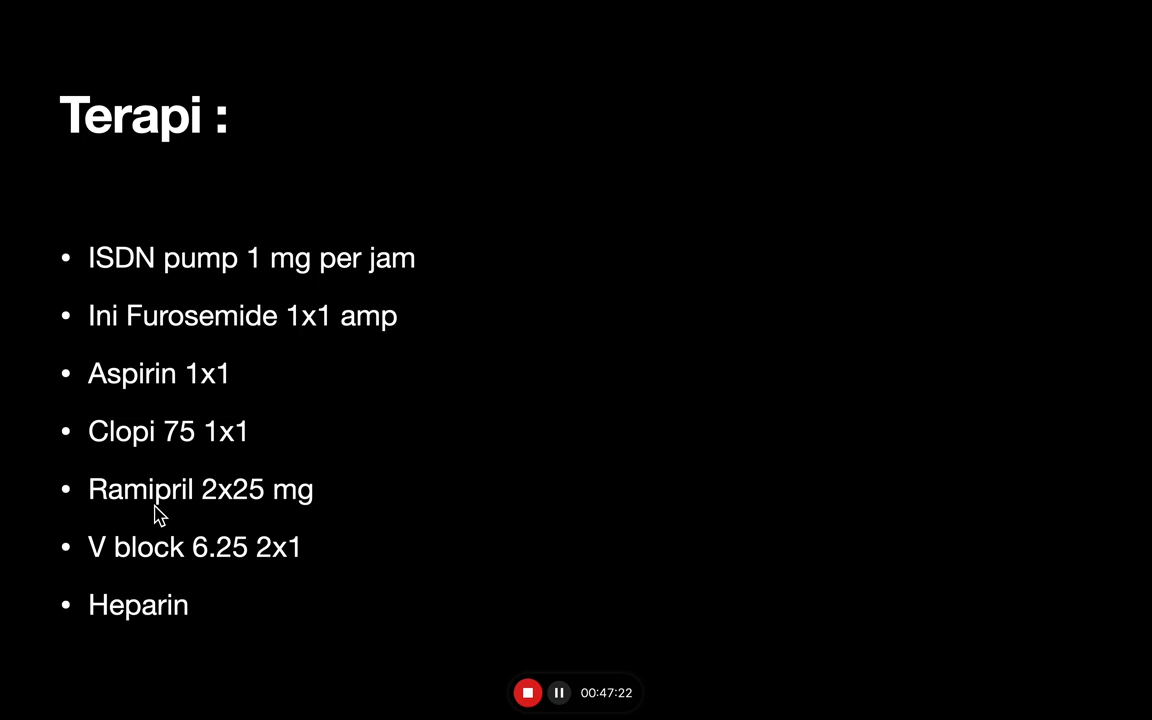 Terapi :
• ISDN pump 1 mg per jam
• Ini Furosemide 1x1 amp
• Aspirin 1x1
• Clopi 75 1x1
• Ramipril 2x25 mg
• V block 6.25 2x1
• Heparin
00:47:22